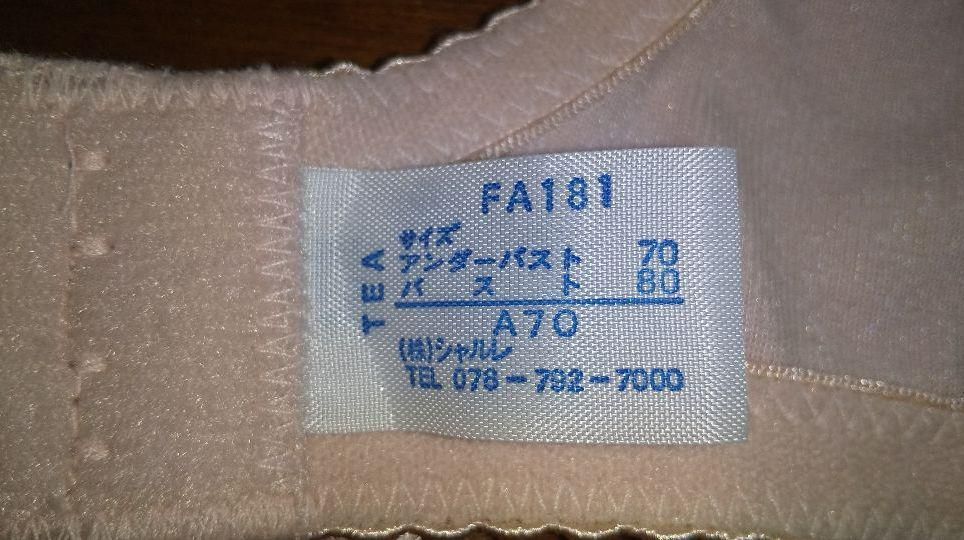 FA181
サイズ
アンダーバスト 70
バスト 80
A70
(株)シャルレ
TEL 078-792-7000
TEA